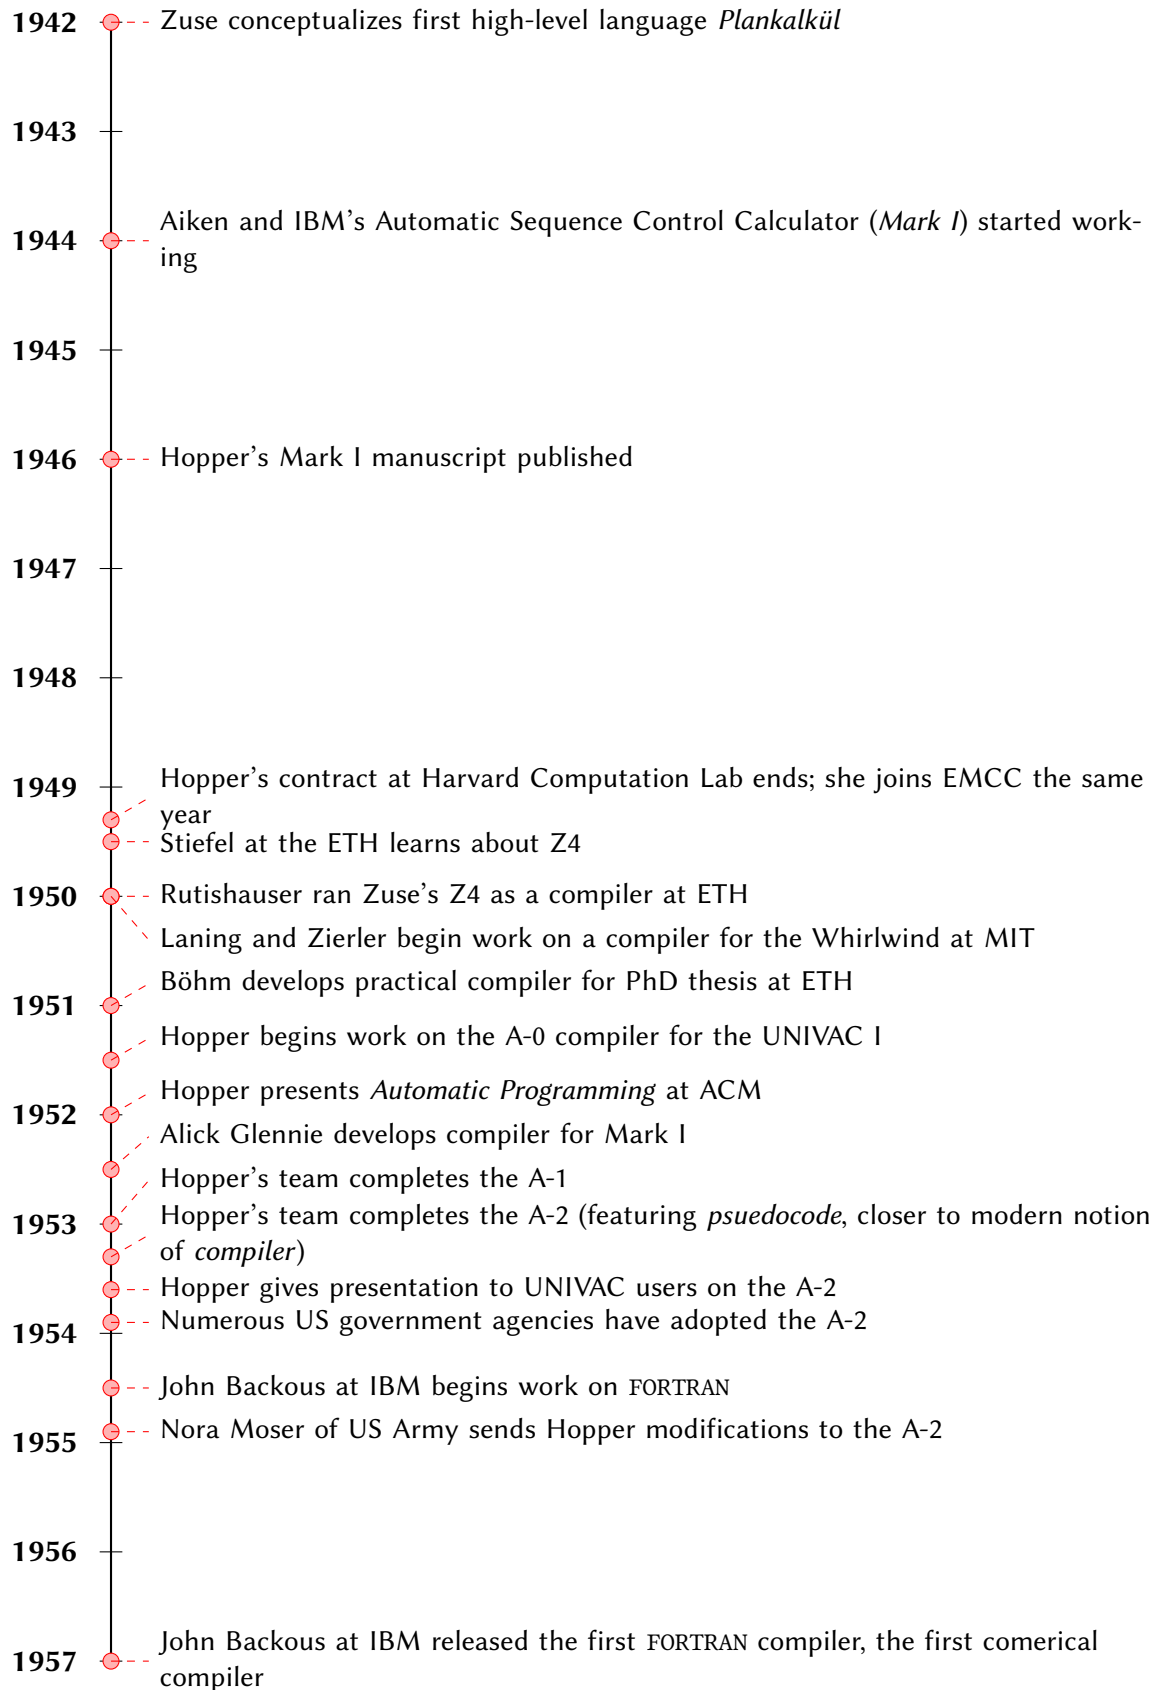 1942 Zuse conceptualizes first high-level language Plankalkül
1943
Aiken and IBM's Automatic Sequence Control Calculator (Mark I) started work-
1944
ing
1945
1946 Hopper's Mark I manuscript published
1947
1948
Hopper's contract at Harvard Computation Lab ends; she joins EMCC the same
1949
year
Stiefel at the ETH learns about Z4
1950 Rutishauser ran Zuse's Z4 as a compiler at ETH
Laning and Zierler begin work on a compiler for the Whirlwind at MIT
Böhm develops practical compiler for PhD thesis at ETH
1951
Hopper begins work on the A-0 compiler for the UNIVAC I
Hopper presents Automatic Programming at ACM
1952
Alick Glennie develops compiler for Mark I
Hopper's team completes the A-1
1953
Hopper's team completes the A-2 (featuring psuedocode, closer to modern notion
of compiler)
Hopper gives presentation to UNIVAC users on the A-2
Numerous US government agencies have adopted the A-2
1954
John Backous at IBM begins work on FORTRAN
Nora Moser of US Army sends Hopper modifications to the A-2
1955
1956
John Backous at IBM released the first FORTRAN compiler, the first comerical
1957
compiler